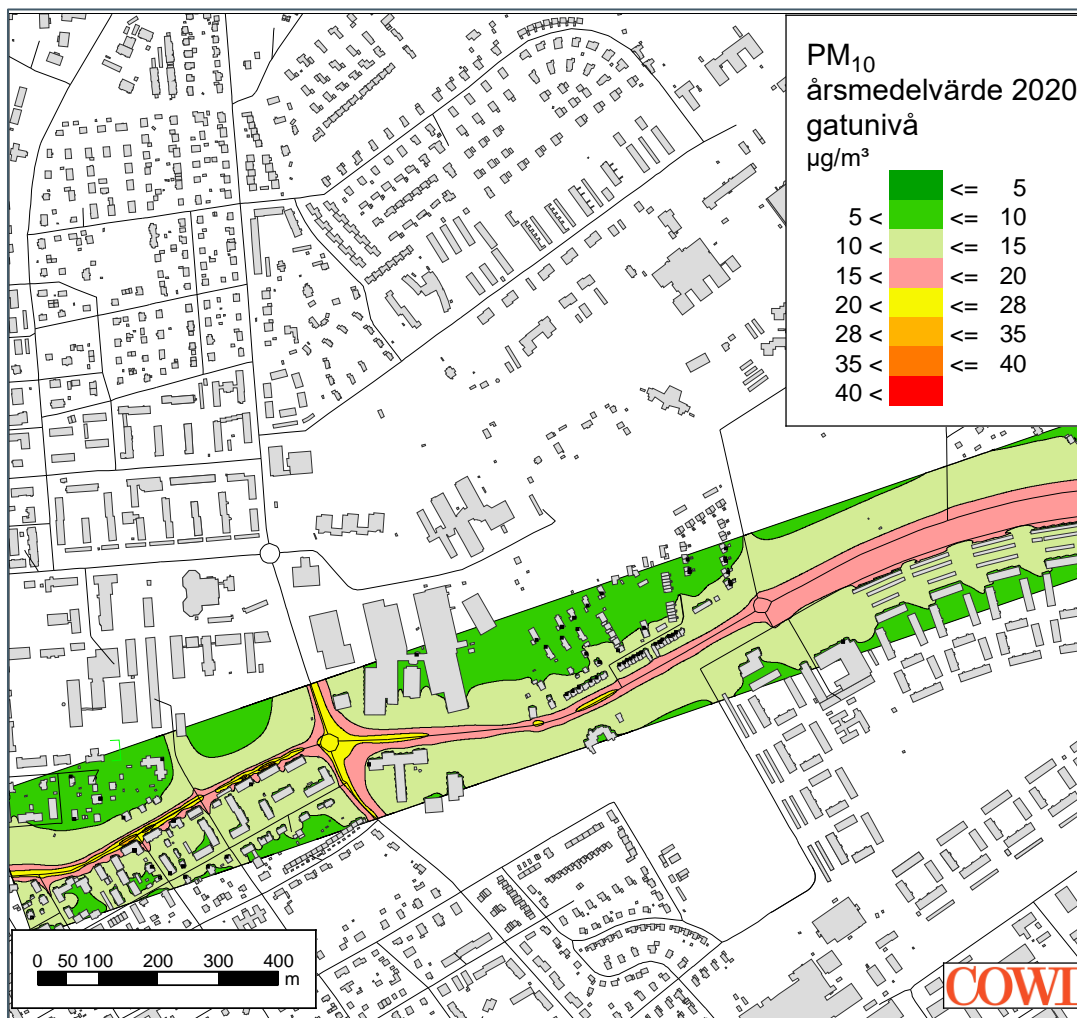 PM₁₀
årsmedelvärde 2020
gatunivå
µg/m³
<= 5
5 < <= 10
10 < <= 15
15 < <= 20
20 < <= 28
28 < <= 35
35 < <= 40
40 <
0 50 100 200 300 400
m
COWI